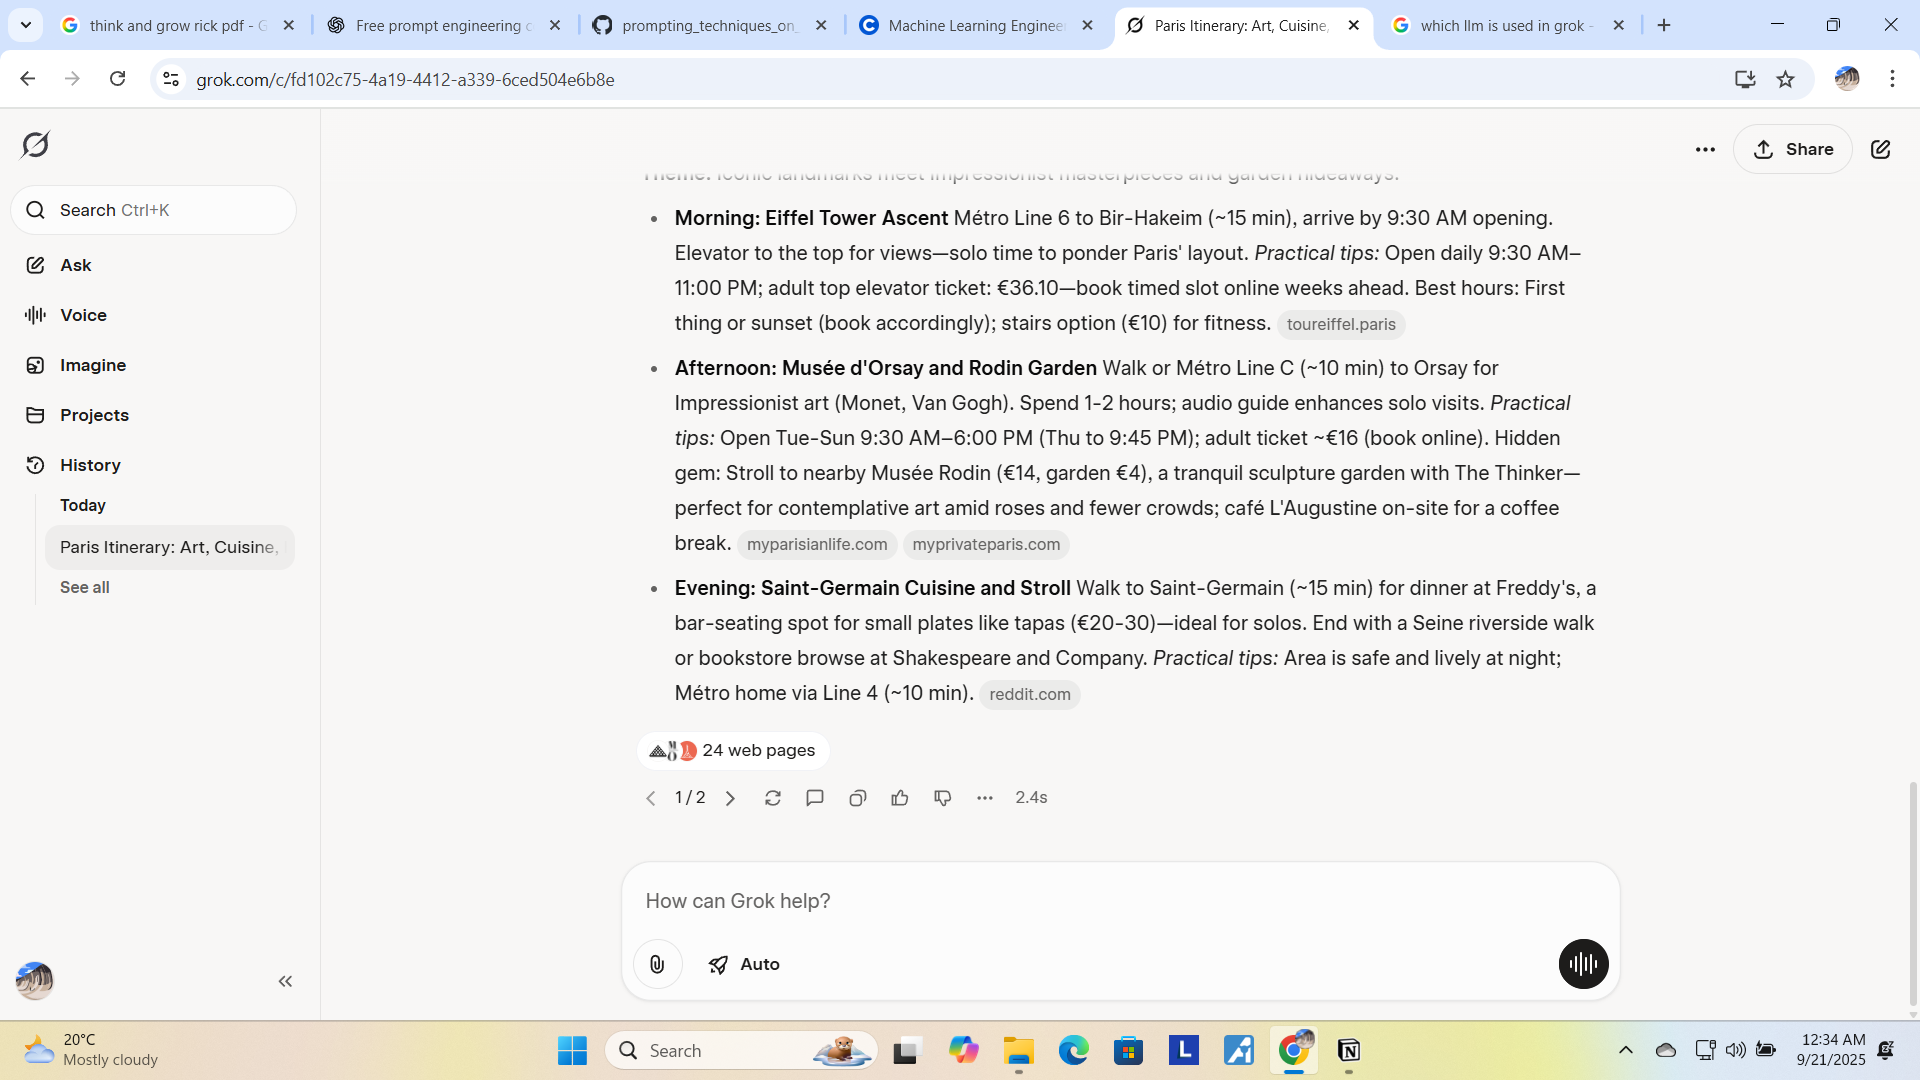 think and grow rick pdf - G
Free prompt engineering c
prompting_techniques_on_
Machine Learning Enginee
Paris Itinerary: Art, Cuisine,
which llm is used in grok -
grok.com/c/fd102c75-4a19-4412-a339-6ced504e6b8e
Share
Search Ctrl+K
Ask
Voice
Imagine
Projects
History
Today
Paris Itinerary: Art, Cuisine,
See all
Theme: Iconic landmarks meet Impressionist masterpieces and garden hideaways.
• Morning: Eiffel Tower Ascent Métro Line 6 to Bir-Hakeim (~15 min), arrive by 9:30 AM opening.
Elevator to the top for views—solo time to ponder Paris' layout. Practical tips: Open daily 9:30 AM–
11:00 PM; adult top elevator ticket: €36.10—book timed slot online weeks ahead. Best hours: First
thing or sunset (book accordingly); stairs option (€10) for fitness. toureiffel.paris
• Afternoon: Musée d'Orsay and Rodin Garden Walk or Métro Line C (~10 min) to Orsay for
Impressionist art (Monet, Van Gogh). Spend 1-2 hours; audio guide enhances solo visits. Practical
tips: Open Tue-Sun 9:30 AM–6:00 PM (Thu to 9:45 PM); adult ticket ~€16 (book online). Hidden
gem: Stroll to nearby Musée Rodin (€14, garden €4), a tranquil sculpture garden with The Thinker—
perfect for contemplative art amid roses and fewer crowds; café L'Augustine on-site for a coffee
break. myparisianlife.com myprivateparis.com
• Evening: Saint-Germain Cuisine and Stroll Walk to Saint-Germain (~15 min) for dinner at Freddy's, a
bar-seating spot for small plates like tapas (€20-30)—ideal for solos. End with a Seine riverside walk
or bookstore browse at Shakespeare and Company. Practical tips: Area is safe and lively at night;
Métro home via Line 4 (~10 min). reddit.com
24 web pages
1 / 2
2.4s
How can Grok help?
Auto
20°C
Mostly cloudy
Search
12:34 AM
9/21/2025